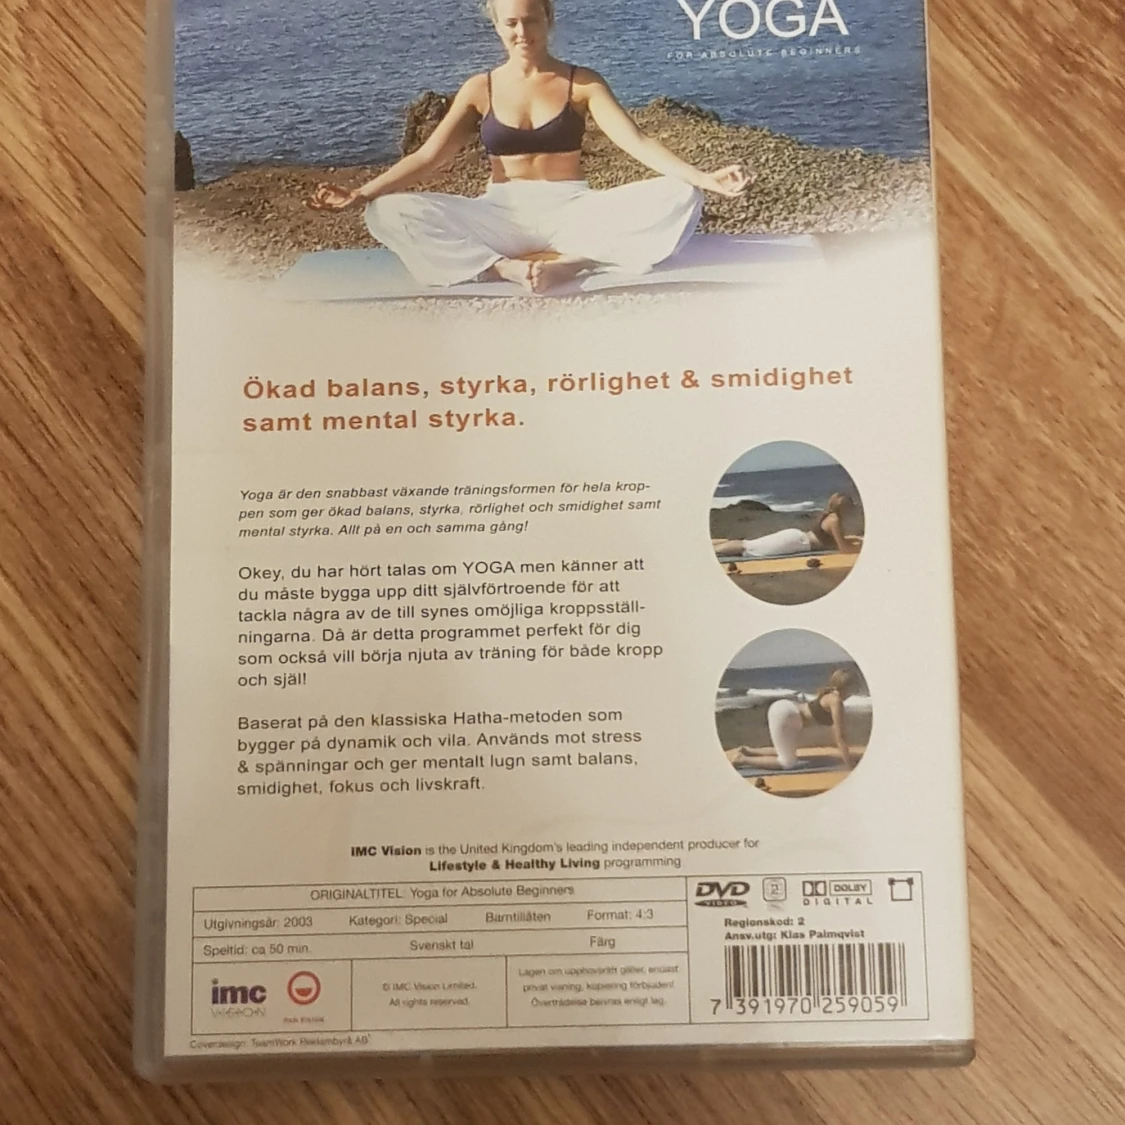 YOGA
FOR ABSOLUTE BEGINNERS
Ökad balans, styrka, rörlighet & smidighet
samt mental styrka.
Yoga är den snabbast växande träningsformen för hela krop-
pen som ger ökad balans, styrka, rörlighet och smidighet samt
mental styrka. Allt på en och samma gång!
Okey, du har hört talas om YOGA men känner att
du måste bygga upp ditt självförtroende för att
tackla några av de till synes omöjliga kroppsställ-
ningarna. Då är detta programmet perfekt för dig
som också vill börja njuta av träning för både kropp
och själ!
Baserat på den klassiska Hatha-metoden som
bygger på dynamik och vila. Används mot stress
& spänningar och ger mentalt lugn samt balans,
smidighet, fokus och livskraft.
IMC Vision is the United Kingdom's leading independent producer for
Lifestyle & Healthy Living programming
ORIGINALTITEL Yoga for Absolute Beginners
Utgivningsår: 2003 Kategori: Special Barntillåten Format: 4:3
Speltid: ca 50 min. Svenskt tal Färg
DVD
VIDEO
2
DOLBY
DIGITAL
Regionskod: 2
Ansv.utg: Klas Palmqvist
imc
VISION
© IMC Vision Limited.
All rights reserved.
Lagen om upphovsrätt gäller, endast
privat visning, kopiering förbjuden!
Överträdelse beivras enligt lag.
7 391970 259059
Coverdesign: TeamWork Reklambyrå AB